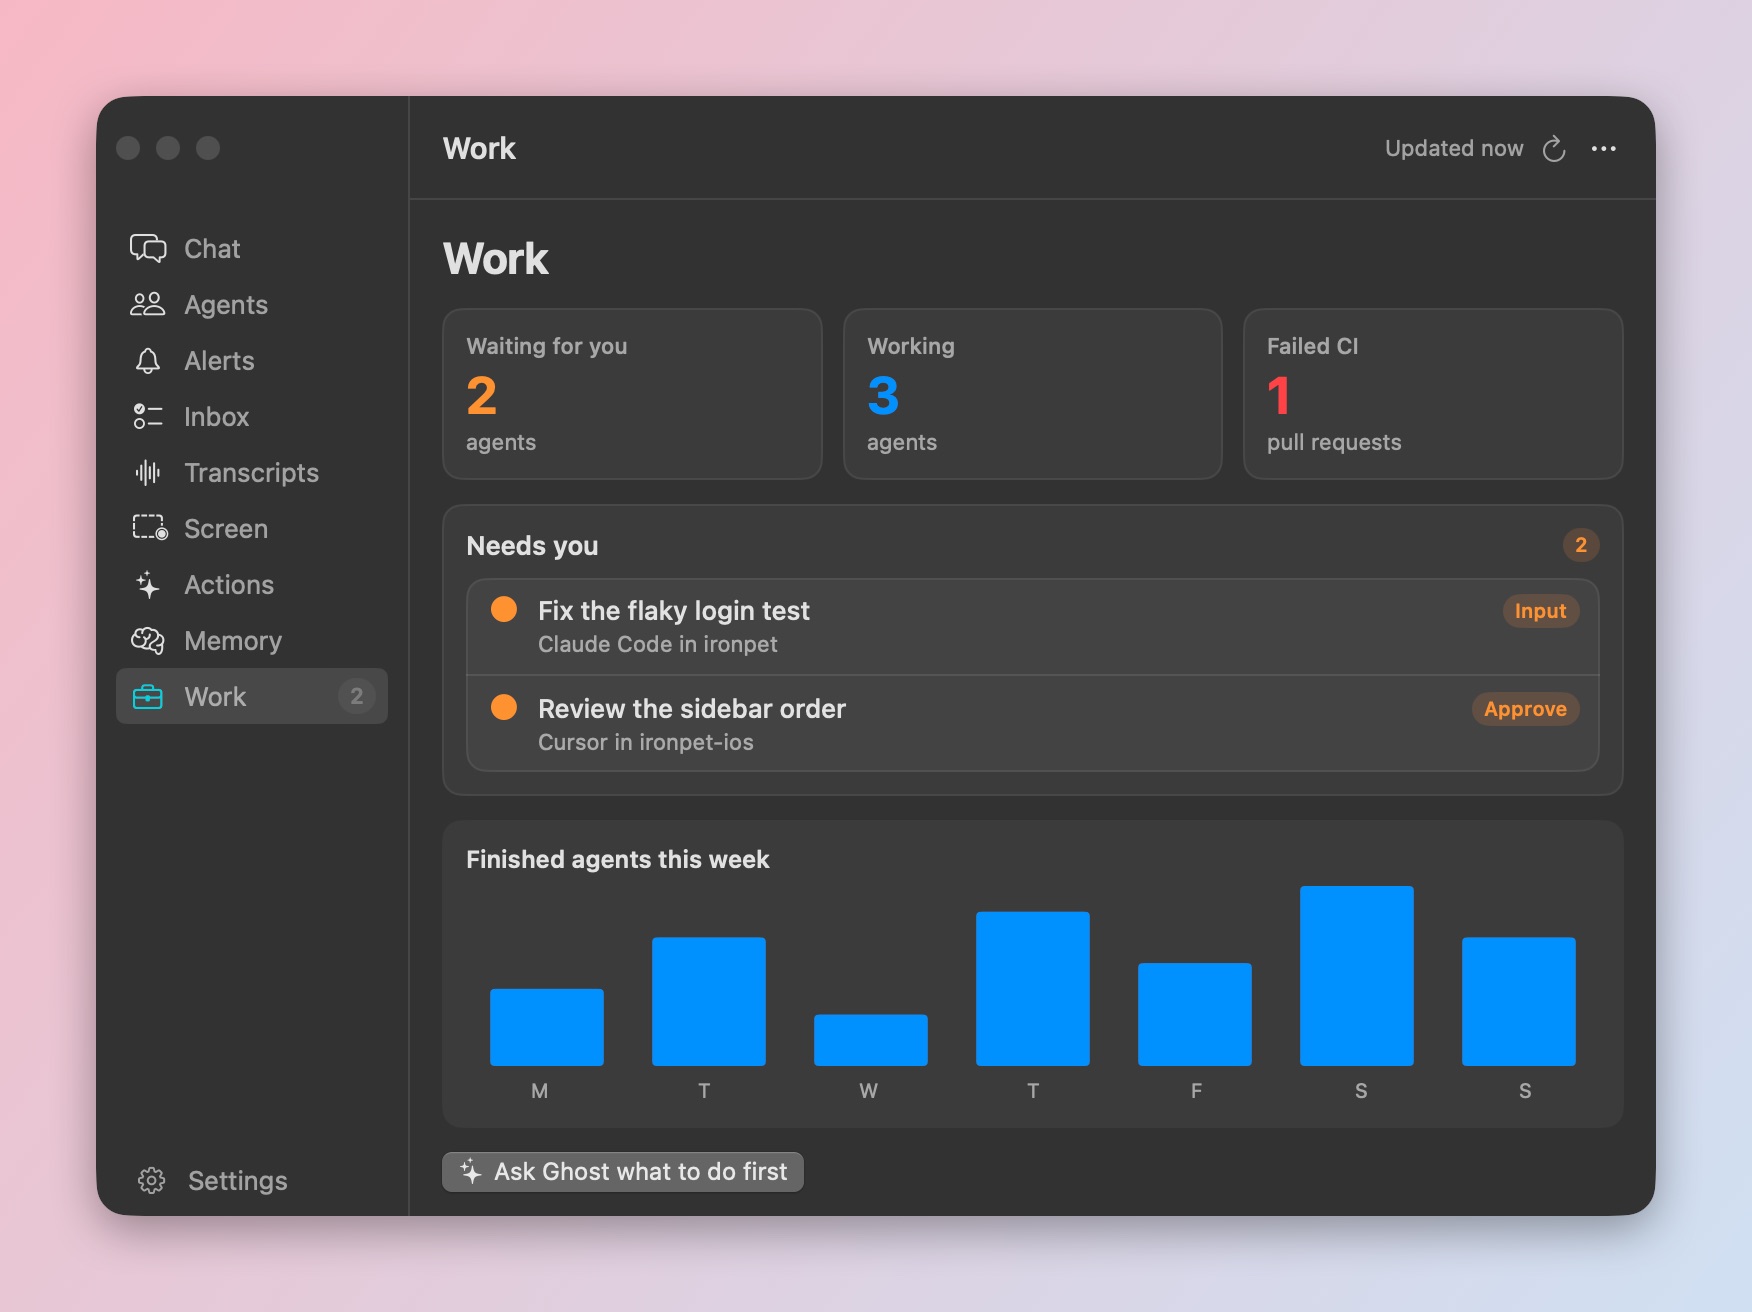 Work
Updated now
Chat
Agents
Alerts
Inbox
Transcripts
Screen
Actions
Memory
Work 2
Settings
Work
Waiting for you
2
agents
Working
3
agents
Failed CI
1
pull requests
Needs you 2
Fix the flaky login test Input
Claude Code in ironpet
Review the sidebar order Approve
Cursor in ironpet-ios
Finished agents this week
M T W T F S S
Ask Ghost what to do first